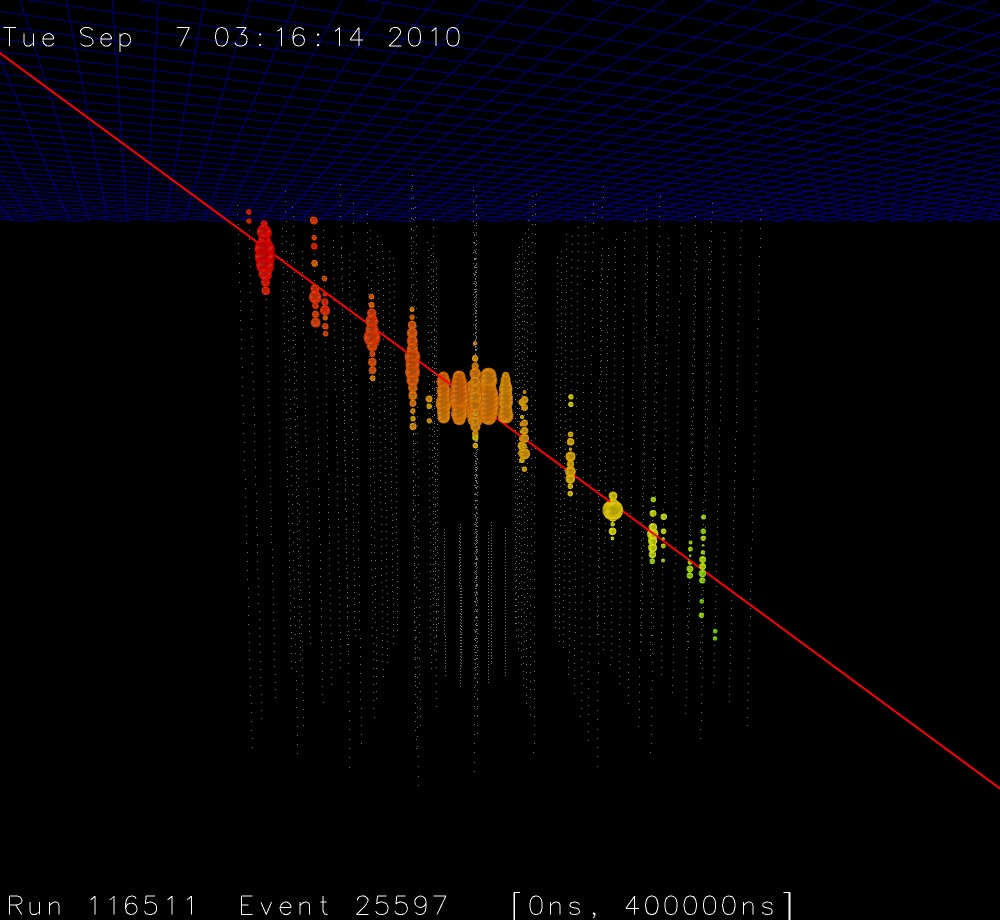 Tue Sep 7 03:16:14 2010
Run 116511 Event 25597 [0ns, 400000ns]